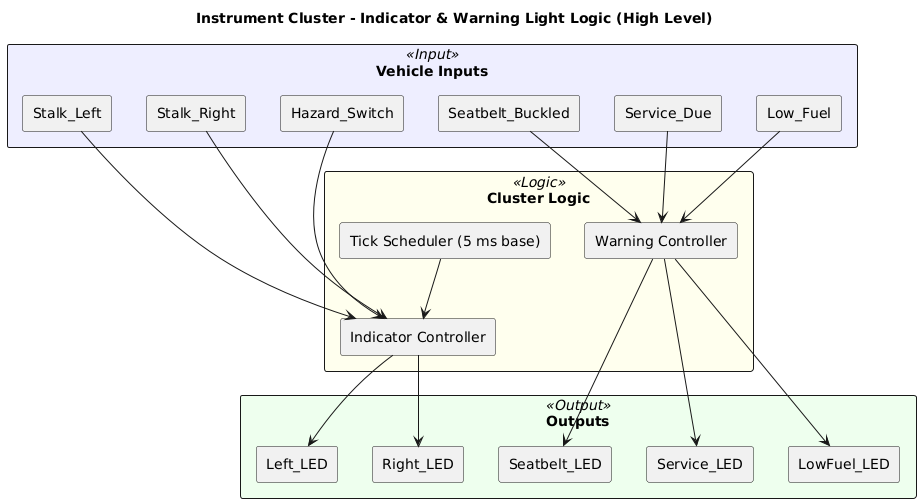 Instrument Cluster - Indicator & Warning Light Logic (High Level)
«Input»
Vehicle Inputs
Stalk_Left
Stalk_Right
Hazard_Switch
Seatbelt_Buckled
Service_Due
Low_Fuel
«Logic»
Cluster Logic
Tick Scheduler (5 ms base)
Warning Controller
Indicator Controller
«Output»
Outputs
Left_LED
Right_LED
Seatbelt_LED
Service_LED
LowFuel_LED